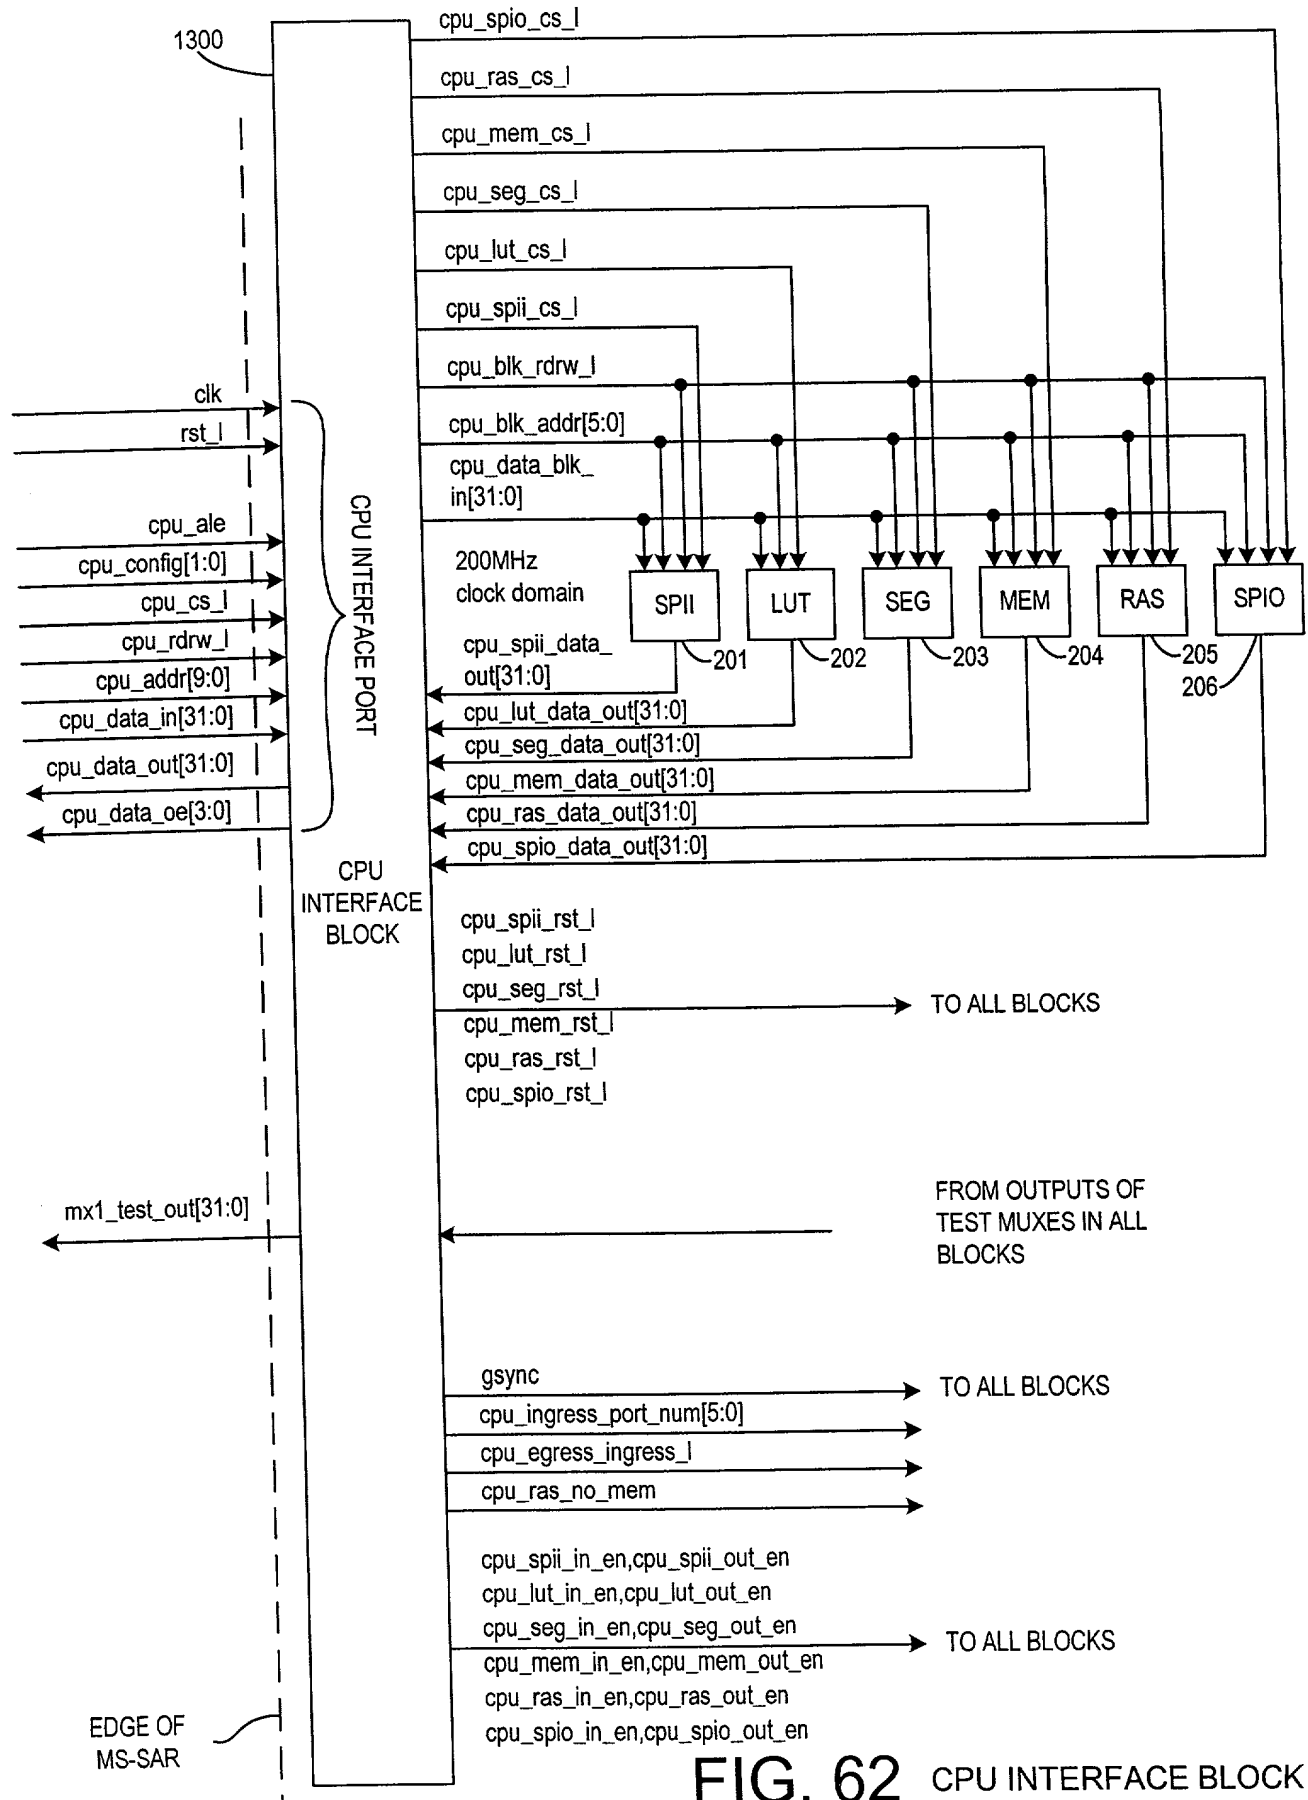 cpu_spio_cs_l
1300
cpu_ras_cs_l
cpu_mem_cs_l
cpu_seg_cs_l
cpu_lut_cs_l
cpu_spii_cs_l
cpu_blk_rdrw_l
clk
cpu_blk_addr[5:0]
rst_l
cpu_data_blk_
in[31:0]
CPU INTERFACE PORT
cpu_ale
cpu_config[1:0]
cpu_cs_l
cpu_rdrw_l
cpu_addr[9:0]
cpu_data_in[31:0]
cpu_data_out[31:0]
cpu_data_oe[3:0]
200MHz
clock domain
SPII
LUT
SEG
MEM
RAS
SPIO
201
202
203
204
205
206
cpu_spii_data_
out[31:0]
cpu_lut_data_out[31:0]
cpu_seg_data_out[31:0]
cpu_mem_data_out[31:0]
cpu_ras_data_out[31:0]
cpu_spio_data_out[31:0]
CPU
INTERFACE
BLOCK
cpu_spii_rst_l
cpu_lut_rst_l
cpu_seg_rst_l
TO ALL BLOCKS
cpu_mem_rst_l
cpu_ras_rst_l
cpu_spio_rst_l
mx1_test_out[31:0]
FROM OUTPUTS OF
TEST MUXES IN ALL
BLOCKS
gsync
TO ALL BLOCKS
cpu_ingress_port_num[5:0]
cpu_egress_ingress_l
cpu_ras_no_mem
cpu_spii_in_en,cpu_spii_out_en
cpu_lut_in_en,cpu_lut_out_en
cpu_seg_in_en,cpu_seg_out_en
TO ALL BLOCKS
cpu_mem_in_en,cpu_mem_out_en
cpu_ras_in_en,cpu_ras_out_en
cpu_spio_in_en,cpu_spio_out_en
EDGE OF
MS-SAR
FIG. 62 CPU INTERFACE BLOCK